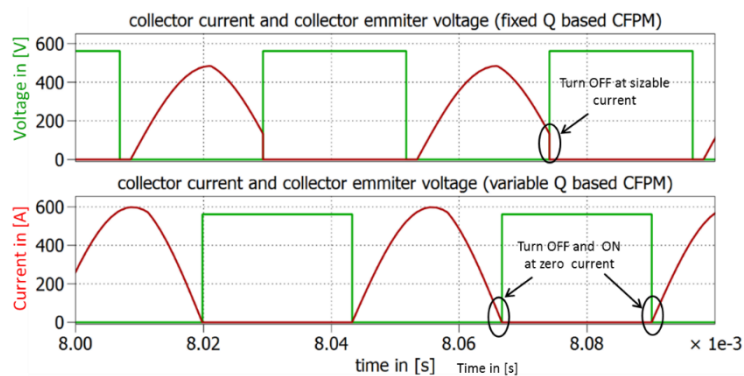 collector current and collector emmiter voltage (fixed Q based CFPM)
Voltage in [V]
600
400
200
0
Turn OFF at sizable
current
collector current and collector emmiter voltage (variable Q based CFPM)
Current in [A]
600
400
200
0
Turn OFF and ON
at zero current
8.00
8.02
8.04
8.06
8.08
× 1e-3
time in [s]
Time in [s]